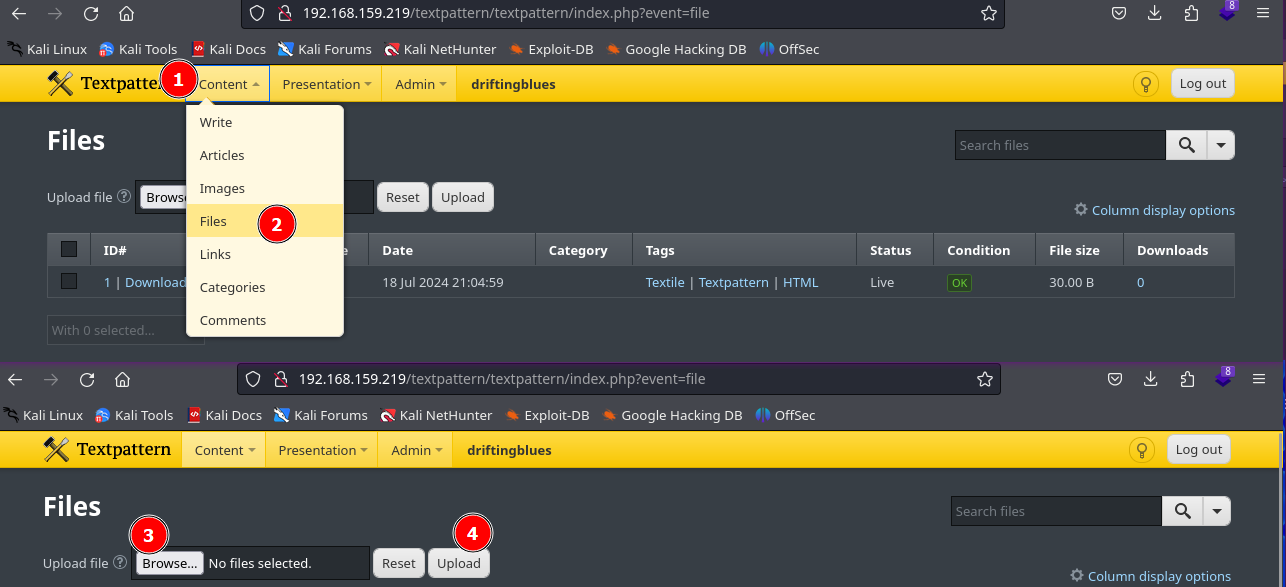 192.168.159.219/textpattern/textpattern/index.php?event=file
8
Kali Linux Kali Tools Kali Docs Kali Forums Kali NetHunter Exploit-DB Google Hacking DB OffSec
Textpatte 1 Content Presentation Admin driftingblues Log out
Files
Search files
Write
Articles
Images
Upload file ? Brows Reset Upload
Files 2
Column display options
Links
ID# e Date Category Tags Status Condition File size Downloads
1 | Download 18 Jul 2024 21:04:59 Textile | Textpattern | HTML Live OK 30.00 B 0
Categories
Comments
With 0 selected...
192.168.159.219/textpattern/textpattern/index.php?event=file
8
Kali Linux Kali Tools Kali Docs Kali Forums Kali NetHunter Exploit-DB Google Hacking DB OffSec
Textpattern Content Presentation Admin driftingblues Log out
Files
Search files
3 4
Upload file ? Browse... No files selected. Reset Upload
Column display options